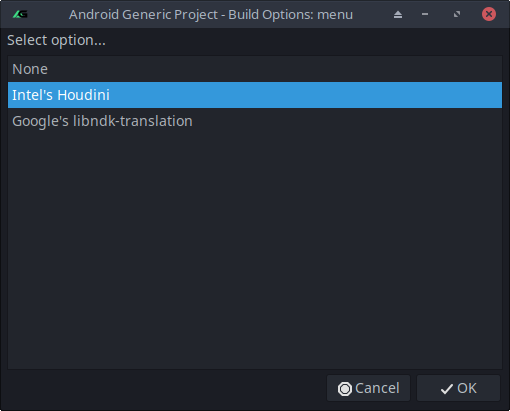 Android Generic Project - Build Options: menu
Select option...
None
Intel's Houdini
Google's libndk-translation
Cancel
OK